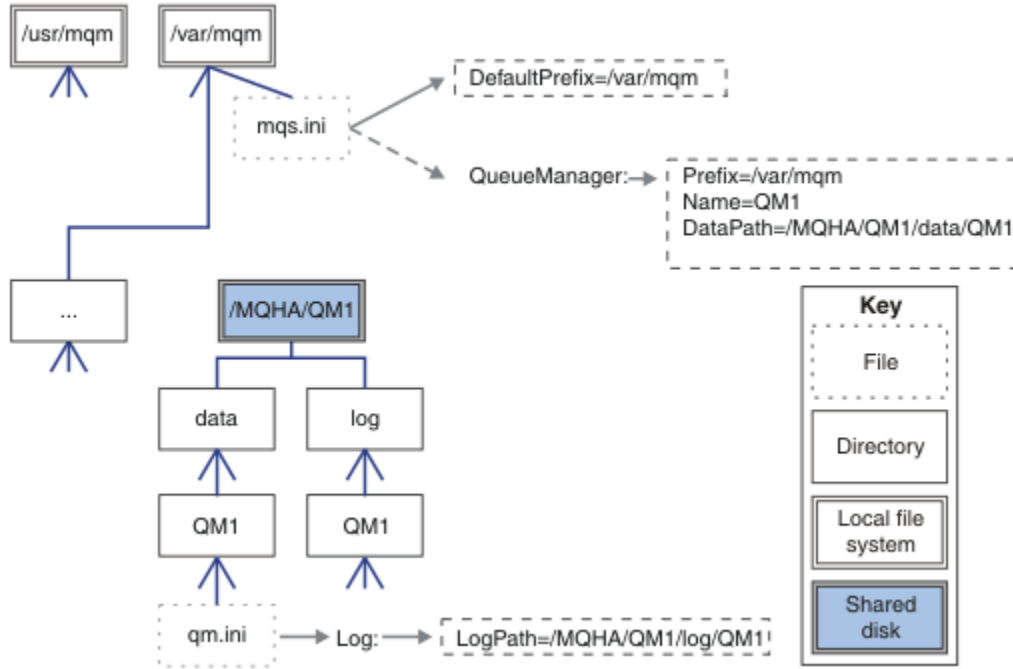 /usr/mqm
/var/mqm
DefaultPrefix=/var/mqm
mqs.ini
QueueManager:
Prefix=/var/mqm
Name=QM1
DataPath=/MQHA/QM1/data/QM1
...
/MQHA/QM1
Key
File
data
log
Directory
QM1
QM1
Local file
system
Shared
disk
qm.ini
Log:
LogPath=/MQHA/QM1/log/QM1